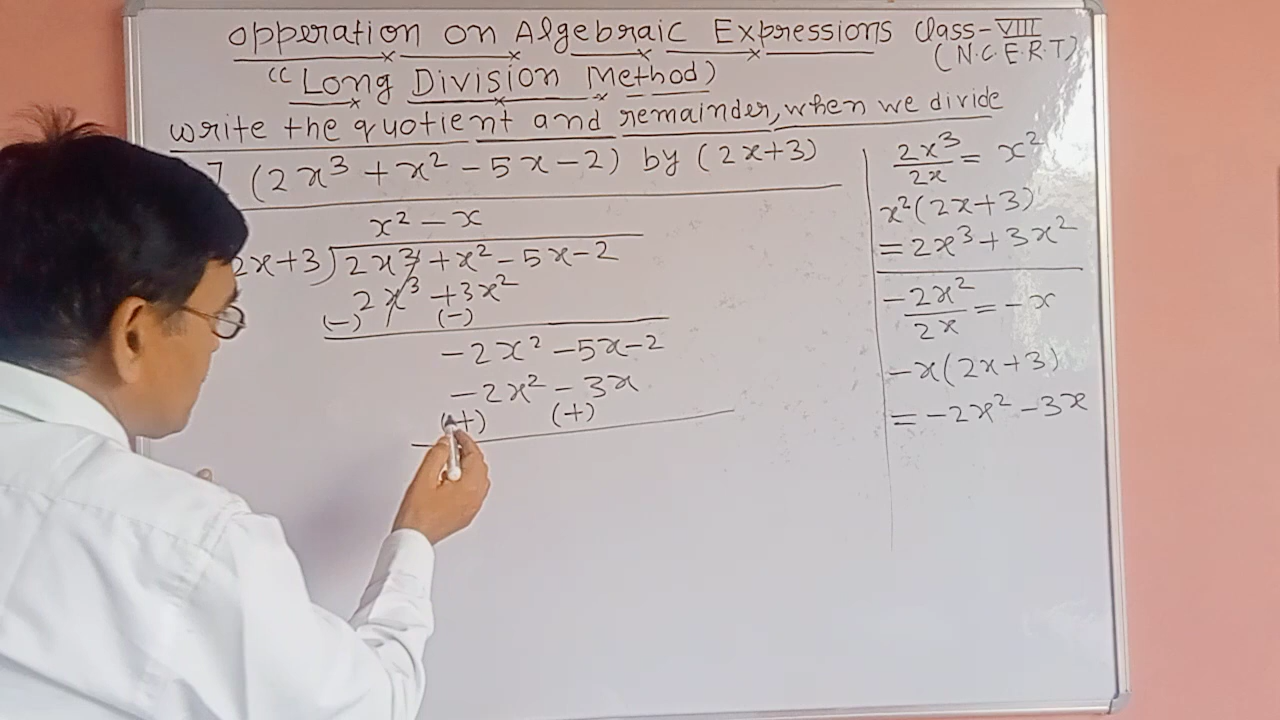 Opperation on Algebraic Expressions Class-VIII
(N.C.E.R.T)
"Long Division Method)
write the quotient and remainder, when we divide
(2x³ + x² - 5x - 2) by (2x+3)
x² - x
2x+3)2x³ + x² - 5x - 2
2x³ + 3x²
(-) (-)
-2x² - 5x - 2
-2x² - 3x
(+) (+)
2x³/2x = x²
x²(2x+3)
= 2x³ + 3x²
-2x²/2x = -x
-x(2x+3)
= -2x² - 3x